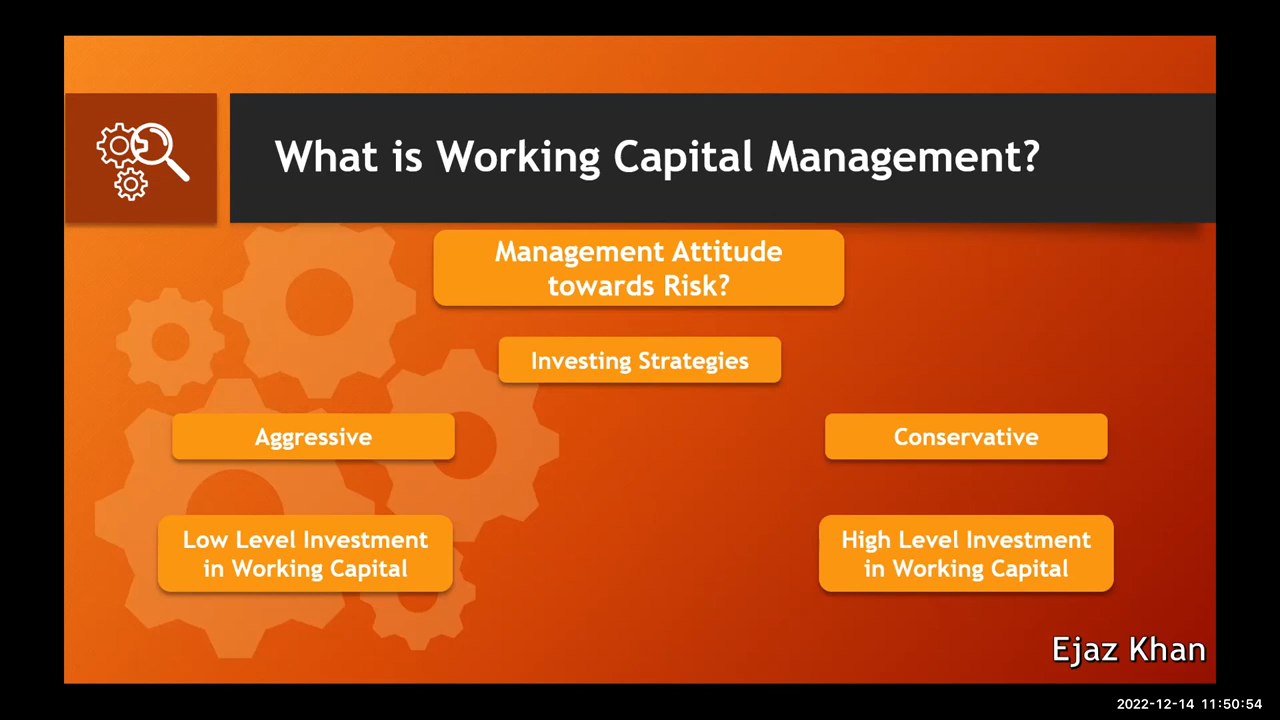 What is Working Capital Management?
Management Attitude
towards Risk?
Investing Strategies
Aggressive
Conservative
Low Level Investment
in Working Capital
High Level Investment
in Working Capital
Ejaz Khan
2022-12-14 11:50:54